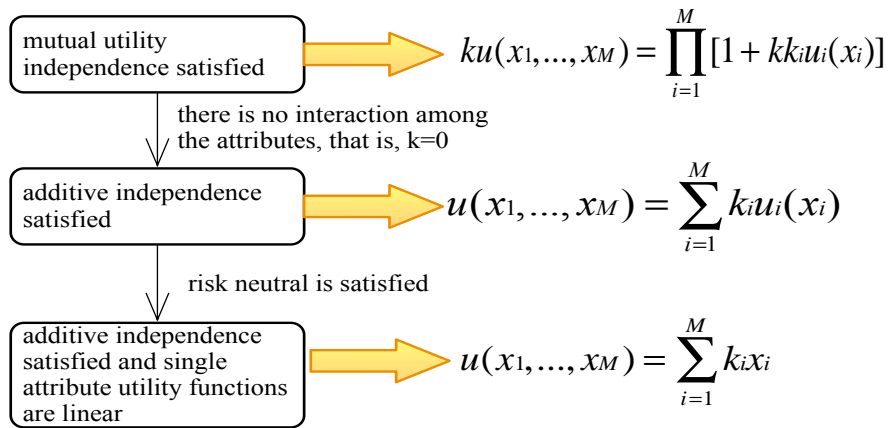 mutual utility
independence satisfied
ku(x1,...,xM) = ∏_{i=1}^{M} [1 + kkiui(xi)]
there is no interaction among
the attributes, that is, k=0
additive independence
satisfied
u(x1,...,xM) = ∑_{i=1}^{M} kiui(xi)
risk neutral is satisfied
additive independence
satisfied and single
attribute utility functions
are linear
u(x1,...,xM) = ∑_{i=1}^{M} kixi